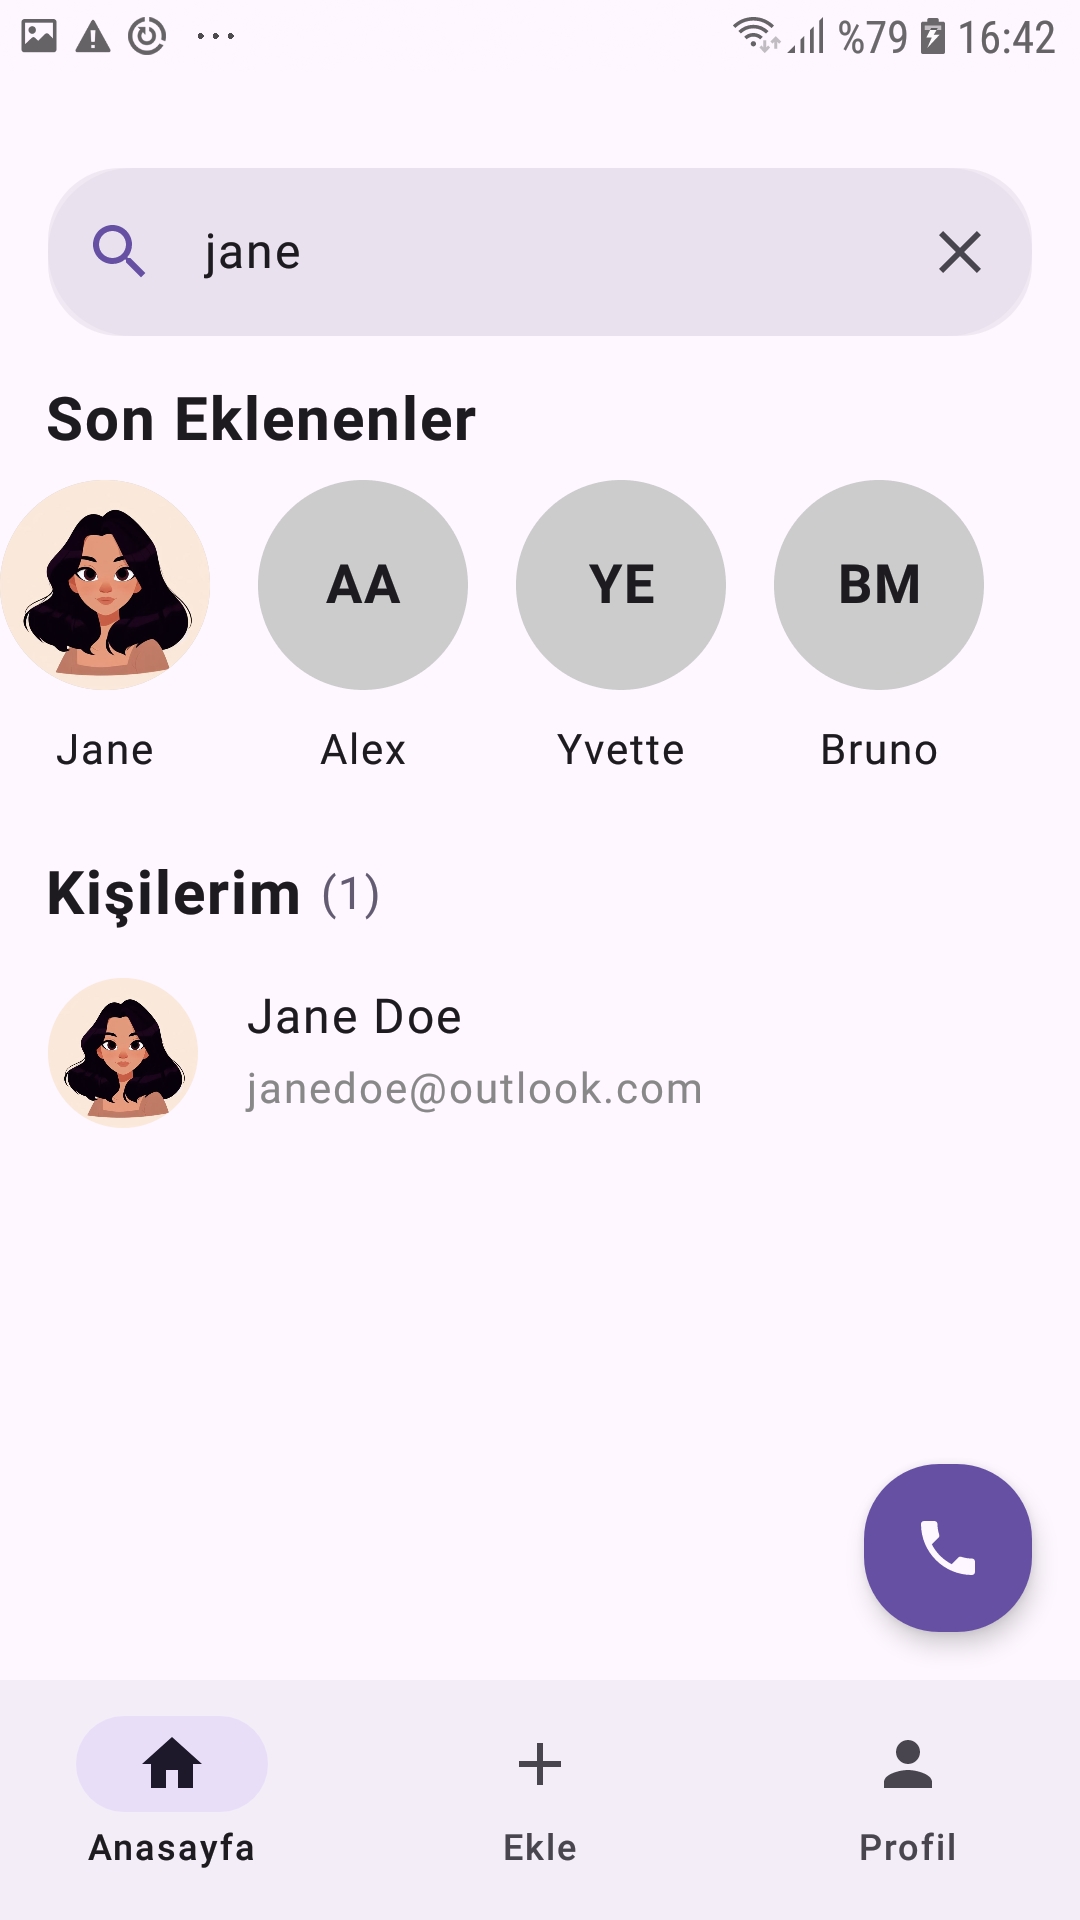 %79 16:42
jane
Son Eklenenler
AA YE BM
Jane Alex Yvette Bruno
Kişilerim (1)
Jane Doe
janedoe@outlook.com
Anasayfa Ekle Profil